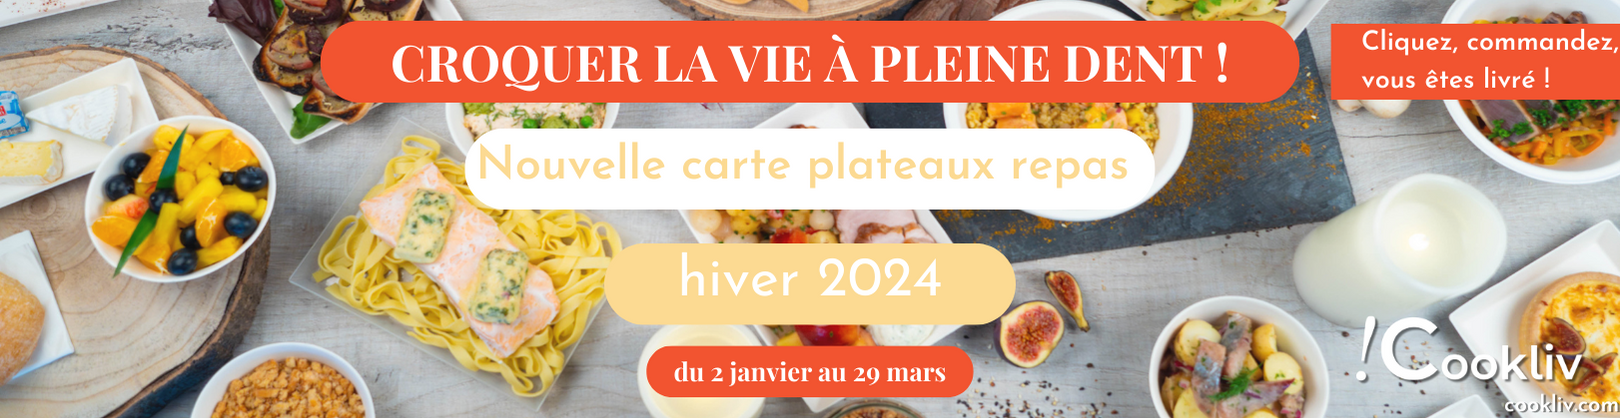 CROQUER LA VIE À PLEINE DENT !
Cliquez, commandez,
vous êtes livré !
Nouvelle carte plateaux repas
hiver 2024
du 2 janvier au 29 mars
!Cookliv
cookliv.com